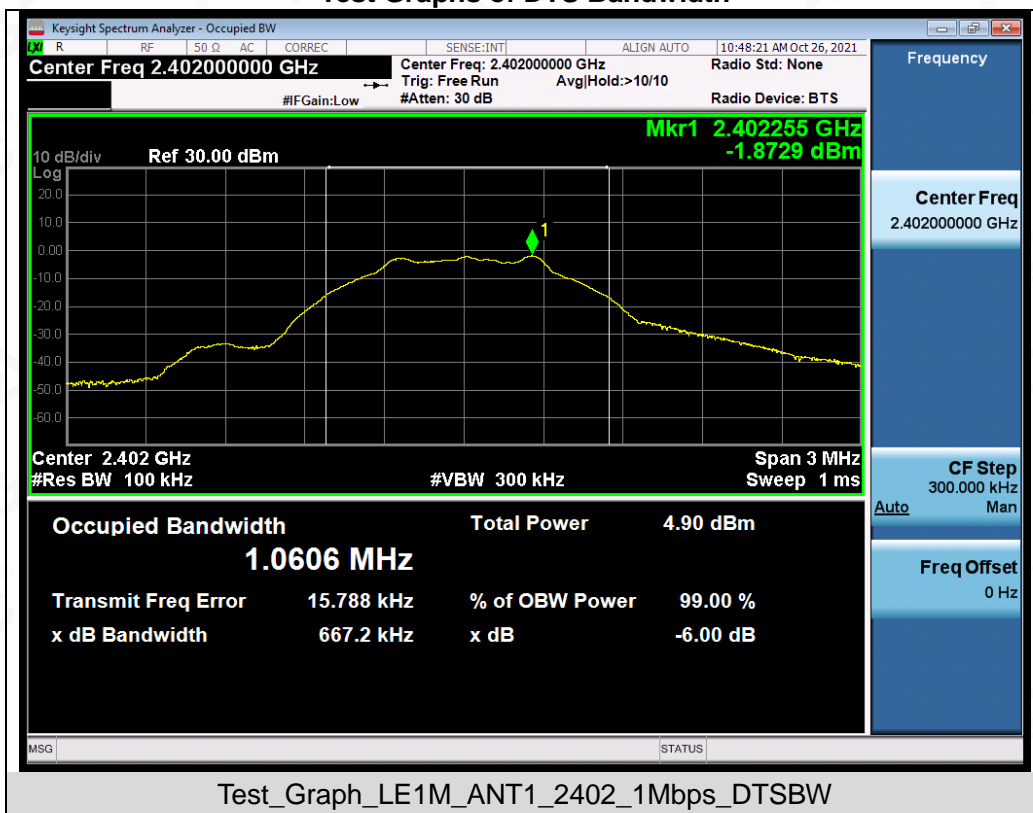 Test Graphs of DTS Bandwidth
Keysight Spectrum Analyzer - Occupied BW
LXI R RF 50 Ω AC CORREC SENSE:INT ALIGN AUTO 10:48:21 AM Oct 26, 2021
Center Freq 2.402000000 GHz
Center Freq: 2.402000000 GHz
Radio Std: None
Trig: Free Run Avg|Hold:>10/10
#IFGain:Low #Atten: 30 dB Radio Device: BTS
Frequency
Mkr1 2.402255 GHz
-1.8729 dBm
10 dB/div Ref 30.00 dBm
Log
20.0
10.0
0.00
-10.0
-20.0
-30.0
-40.0
-50.0
-60.0
1
Center 2.402 GHz Span 3 MHz
#Res BW 100 kHz #VBW 300 kHz Sweep 1 ms
Center Freq
2.402000000 GHz
CF Step
300.000 kHz
Auto Man
Freq Offset
0 Hz
Occupied Bandwidth Total Power 4.90 dBm
1.0606 MHz
Transmit Freq Error 15.788 kHz % of OBW Power 99.00 %
x dB Bandwidth 667.2 kHz x dB -6.00 dB
MSG STATUS
Test_Graph_LE1M_ANT1_2402_1Mbps_DTSBW